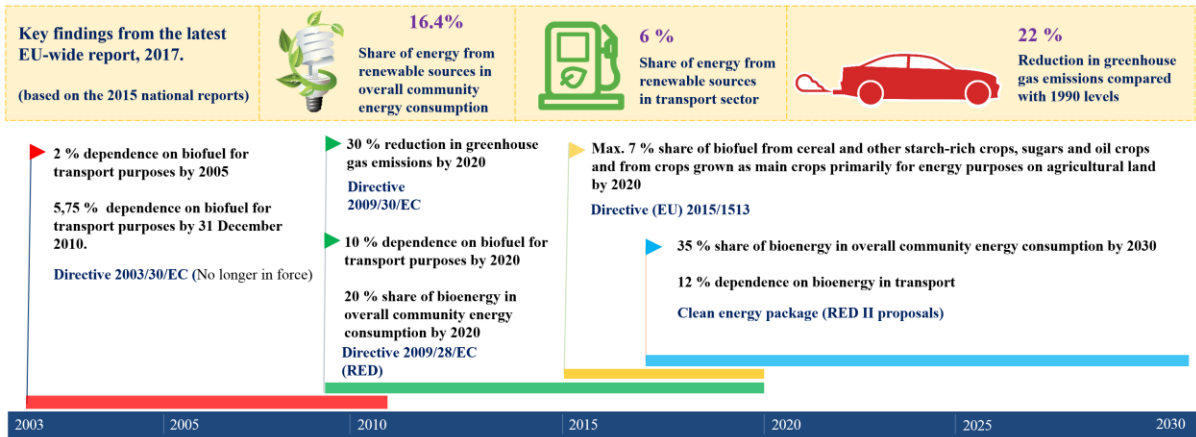 Key findings from the latest
EU-wide report, 2017.
(based on the 2015 national reports)
16.4%
Share of energy from
renewable sources in
overall community
energy consumption
6 %
Share of energy from
renewable sources
in transport sector
22 %
Reduction in greenhouse
gas emissions compared
with 1990 levels
2 % dependence on biofuel for
transport purposes by 2005
5,75 % dependence on biofuel for
transport purposes by 31 December
2010.
Directive 2003/30/EC (No longer in force)
30 % reduction in greenhouse
gas emissions by 2020
Directive
2009/30/EC
10 % dependence on biofuel for
transport purposes by 2020
20 % share of bioenergy in
overall community energy
consumption by 2020
Directive 2009/28/EC
(RED)
Max. 7 % share of biofuel from cereal and other starch-rich crops, sugars and oil crops
and from crops grown as main crops primarily for energy purposes on agricultural land
by 2020
Directive (EU) 2015/1513
35 % share of bioenergy in overall community energy consumption by 2030
12 % dependence on bioenergy in transport
Clean energy package (RED II proposals)
2003 2005 2010 2015 2020 2025 2030